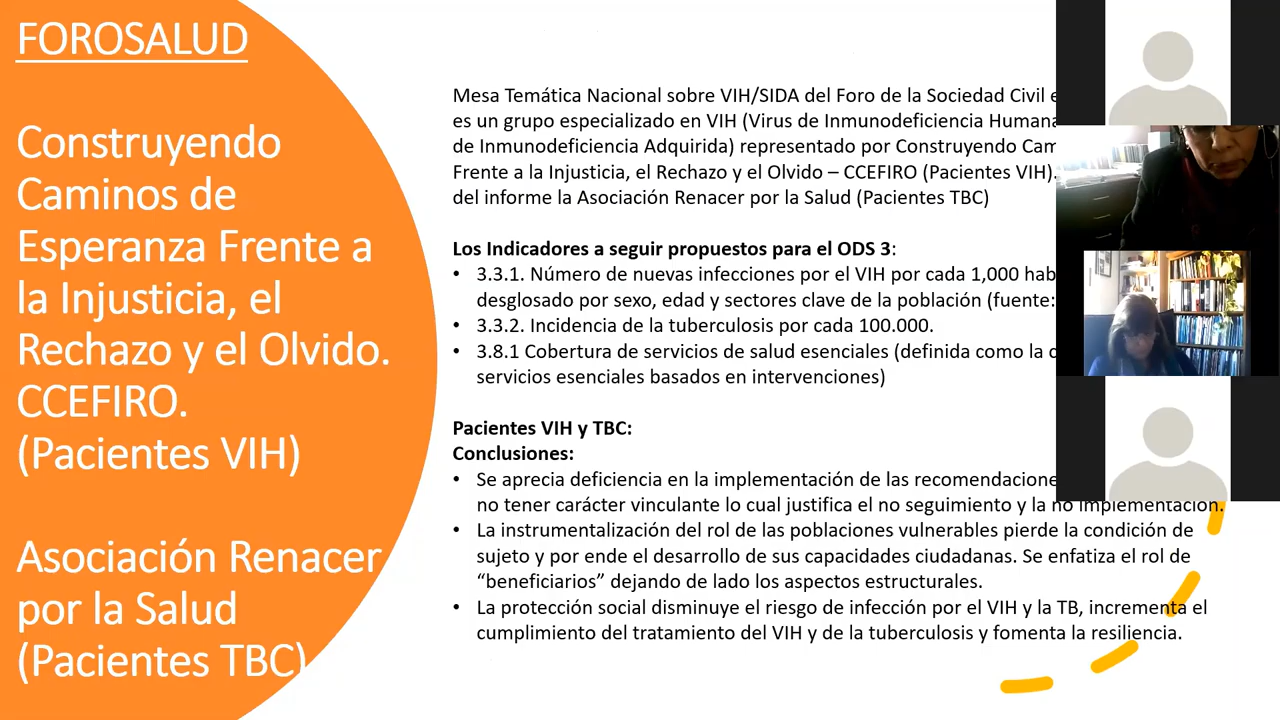 FOROSALUD
Construyendo
Caminos de
Esperanza Frente a
la Injusticia, el
Rechazo y el Olvido.
CCEFIRO.
(Pacientes VIH)
Asociación Renacer
por la Salud
(Pacientes TBC)
Mesa Temática Nacional sobre VIH/SIDA del Foro de la Sociedad Civil
es un grupo especializado en VIH (Virus de Inmunodeficiencia Humana
de Inmunodeficiencia Adquirida) representado por Construyendo
Frente a la Injusticia, el Rechazo y el Olvido – CCEFIRO (Pacientes VIH).
del informe la Asociación Renacer por la Salud (Pacientes TBC)
Los Indicadores a seguir propuestos para el ODS 3:
• 3.3.1. Número de nuevas infecciones por el VIH por cada 1,000
desglosado por sexo, edad y sectores clave de la población (fuente:
• 3.3.2. Incidencia de la tuberculosis por cada 100.000.
• 3.8.1 Cobertura de servicios de salud esenciales (definida como la
servicios esenciales basados en intervenciones)
Pacientes VIH y TBC:
Conclusiones:
• Se aprecia deficiencia en la implementación de las
no tener carácter vinculante lo cual justifica el no seguimiento y la no implementación.
• La instrumentalización del rol de las poblaciones vulnerables pierde la condición de
sujeto y por ende el desarrollo de sus capacidades ciudadanas. Se enfatiza el rol de
“beneficiarios” dejando de lado los aspectos estructurales.
• La protección social disminuye el riesgo de infección por el VIH y la TB, incrementa el
cumplimiento del tratamiento del VIH y de la tuberculosis y fomenta la resiliencia.